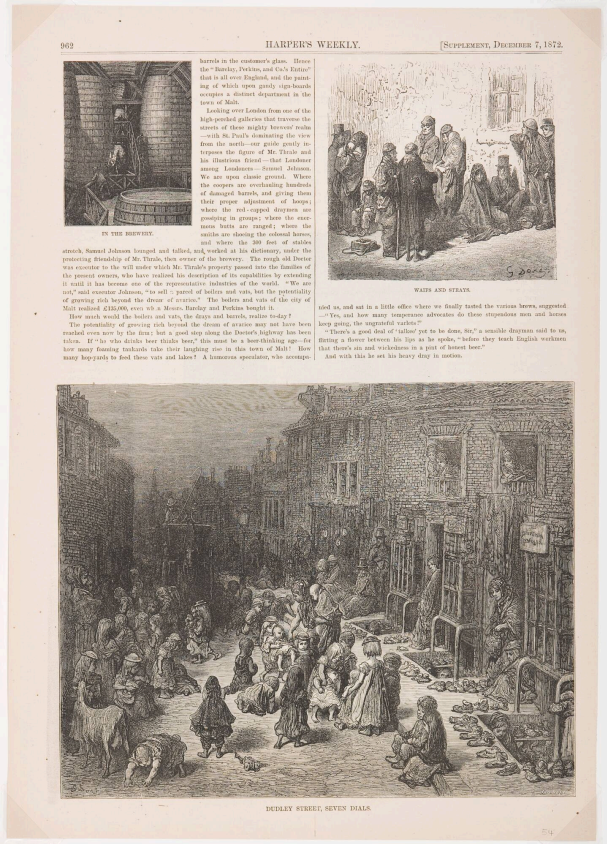 962
HARPER'S WEEKLY.
[SUPPLEMENT, DECEMBER 7, 1872.
IN THE BREWERY.
barrels in the customer's glass. Hence
the "Barclay, Perkins, and Co.'s Entire"
that is all over England, and the paint-
ing of which upon gaudy sign-boards
occupies a distinct department in the
town of Malt.
Looking over London from one of the
high-perched galleries that traverse the
streets of these mighty brewers' realm
—with St. Paul's dominating the view
from the north—our guide gently in-
terposes the figure of Mr. Thrale and
his illustrious friend—that Londoner
among Londoners—Samuel Johnson.
We are upon classic ground. Where
the coopers are overhauling hundreds
of damaged barrels, and giving them
their proper adjustment of hoops;
where the red-capped draymen are
gossiping in groups; where the enor-
mous butts are ranged; where the
smiths are shoeing the colossal horses,
and where the 300 feet of stables
stretch, Samuel Johnson lounged and talked, and worked at his dictionary, under the
protecting friendship of Mr. Thrale, then owner of the brewery. The rough old Doctor
was executor to the will under which Mr. Thrale's property passed into the families of
the present owners, who have realized his description of its capabilities by extending
it until it has become one of the representative industries of the world. "We are
not," said executor Johnson, "to sell a parcel of boilers and vats, but the potentiality
of growing rich beyond the dream of avarice." The boilers and vats of the city of
Malt realized £135,000, even when Messrs. Barclay and Perkins bought it.
How much would the boilers and vats, the drays and barrels, realize to-day?
The potentiality of growing rich beyond the dream of avarice may not have been
reached even now by the firm; but a good step along the Doctor's highway has been
taken. If "he who drinks beer thinks beer," this must be a beer-thinking age—for
how many foaming tankards take their laughing rise in this town of Malt! How
many hop-yards to feed these vats and lakes! A humorous speculator, who accompa-
G Doré
WAIFS AND STRAYS.
nied us, and sat in a little office where we finally tasted the various brews, suggested
—"Yes, and how many temperance advocates do these stupendous men and horses
keep going, the ungrateful varlets?"
"There's a good deal of 'talkee' yet to be done, Sir," a sensible drayman said to us,
flirting a flower between his lips as he spoke, "before they teach English workmen
that there's sin and wickedness in a pint of honest beer."
And with this he set his heavy dray in motion.
DUDLEY STREET, SEVEN DIALS.